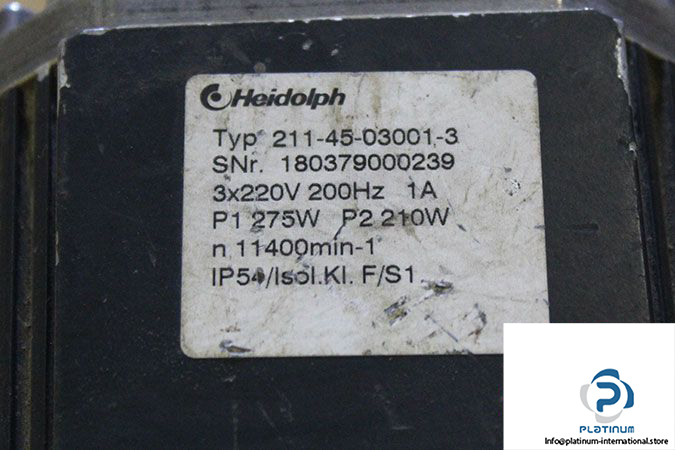 Heidolph
Typ 211-45-03001-3
SNr. 180379000239
3x220V 200Hz 1A
P1 275W P2 210W
n 11400min-1
IP54/Isol.Kl. F/S1
PLATINUM
Info@platinum-international.store